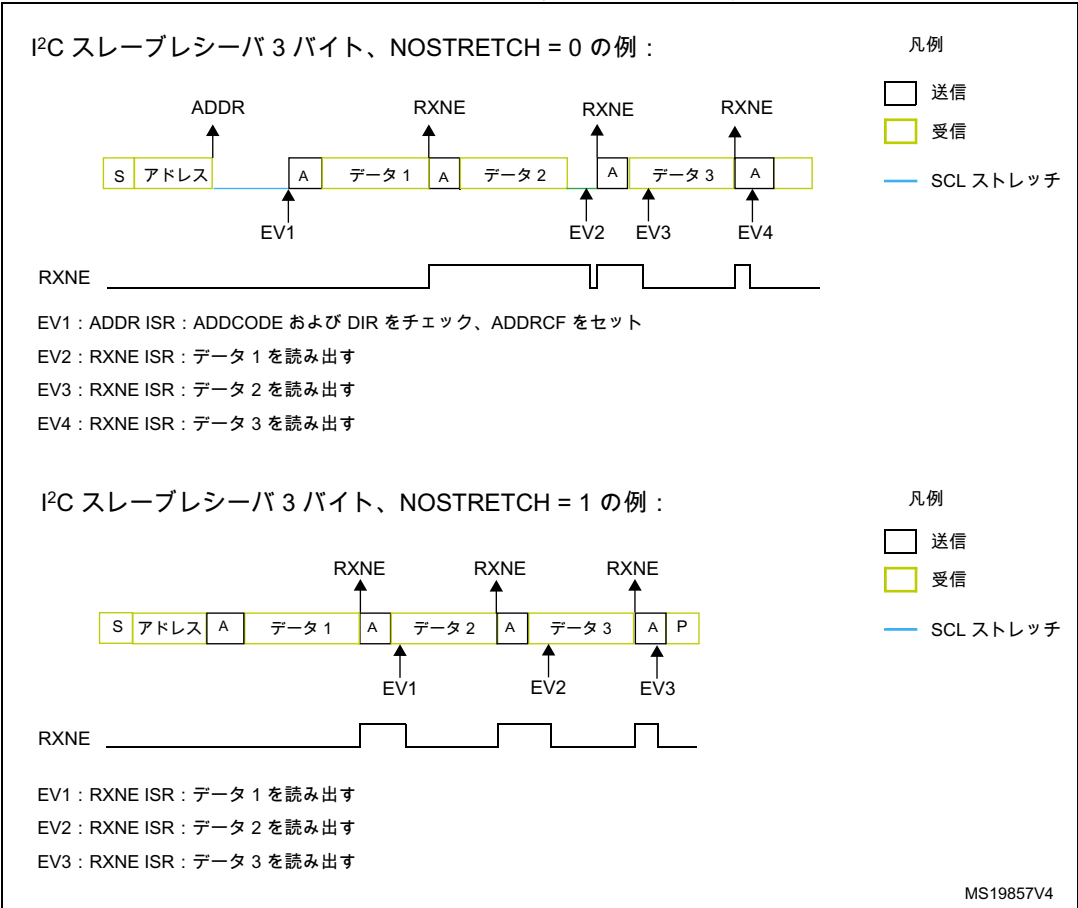 I²C スレーブレシーバ 3 バイト、NOSTRETCH = 0 の例：
凡例
送信
受信
SCL ストレッチ
ADDR RXNE RXNE RXNE
S アドレス A データ 1 A データ 2 A データ 3 A
EV1 EV2 EV3 EV4
RXNE
EV1：ADDR ISR：ADDCODE および DIR をチェック、ADDRCF をセット
EV2：RXNE ISR：データ 1 を読み出す
EV3：RXNE ISR：データ 2 を読み出す
EV4：RXNE ISR：データ 3 を読み出す
I²C スレーブレシーバ 3 バイト、NOSTRETCH = 1 の例：
凡例
送信
受信
SCL ストレッチ
RXNE RXNE RXNE
S アドレス A データ 1 A データ 2 A データ 3 A P
EV1 EV2 EV3
RXNE
EV1：RXNE ISR：データ 1 を読み出す
EV2：RXNE ISR：データ 2 を読み出す
EV3：RXNE ISR：データ 3 を読み出す
MS19857V4